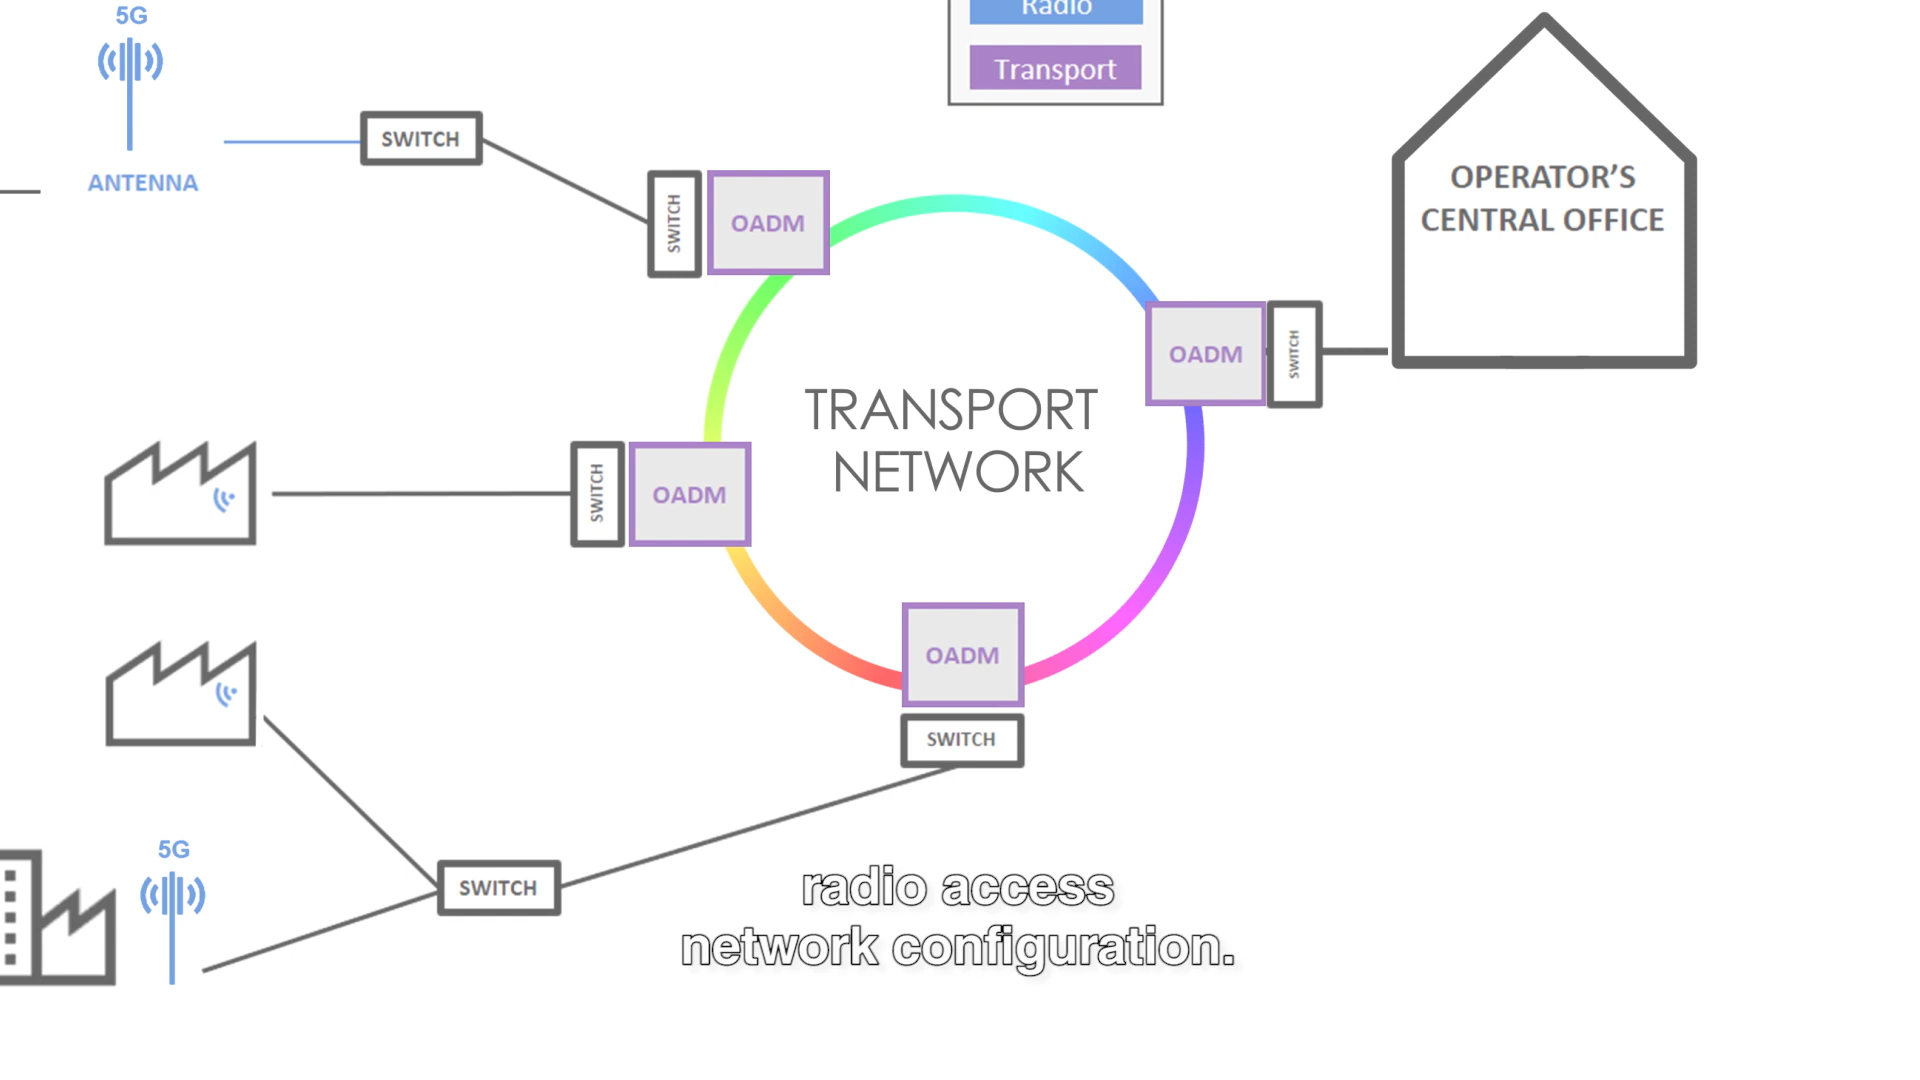 5G
Radio
Transport
ANTENNA
SWITCH
SWITCH
OADM
OPERATOR'S
CENTRAL OFFICE
OADM
SWITCH
TRANSPORT
NETWORK
SWITCH
OADM
OADM
SWITCH
5G
SWITCH
radio access
network configuration.